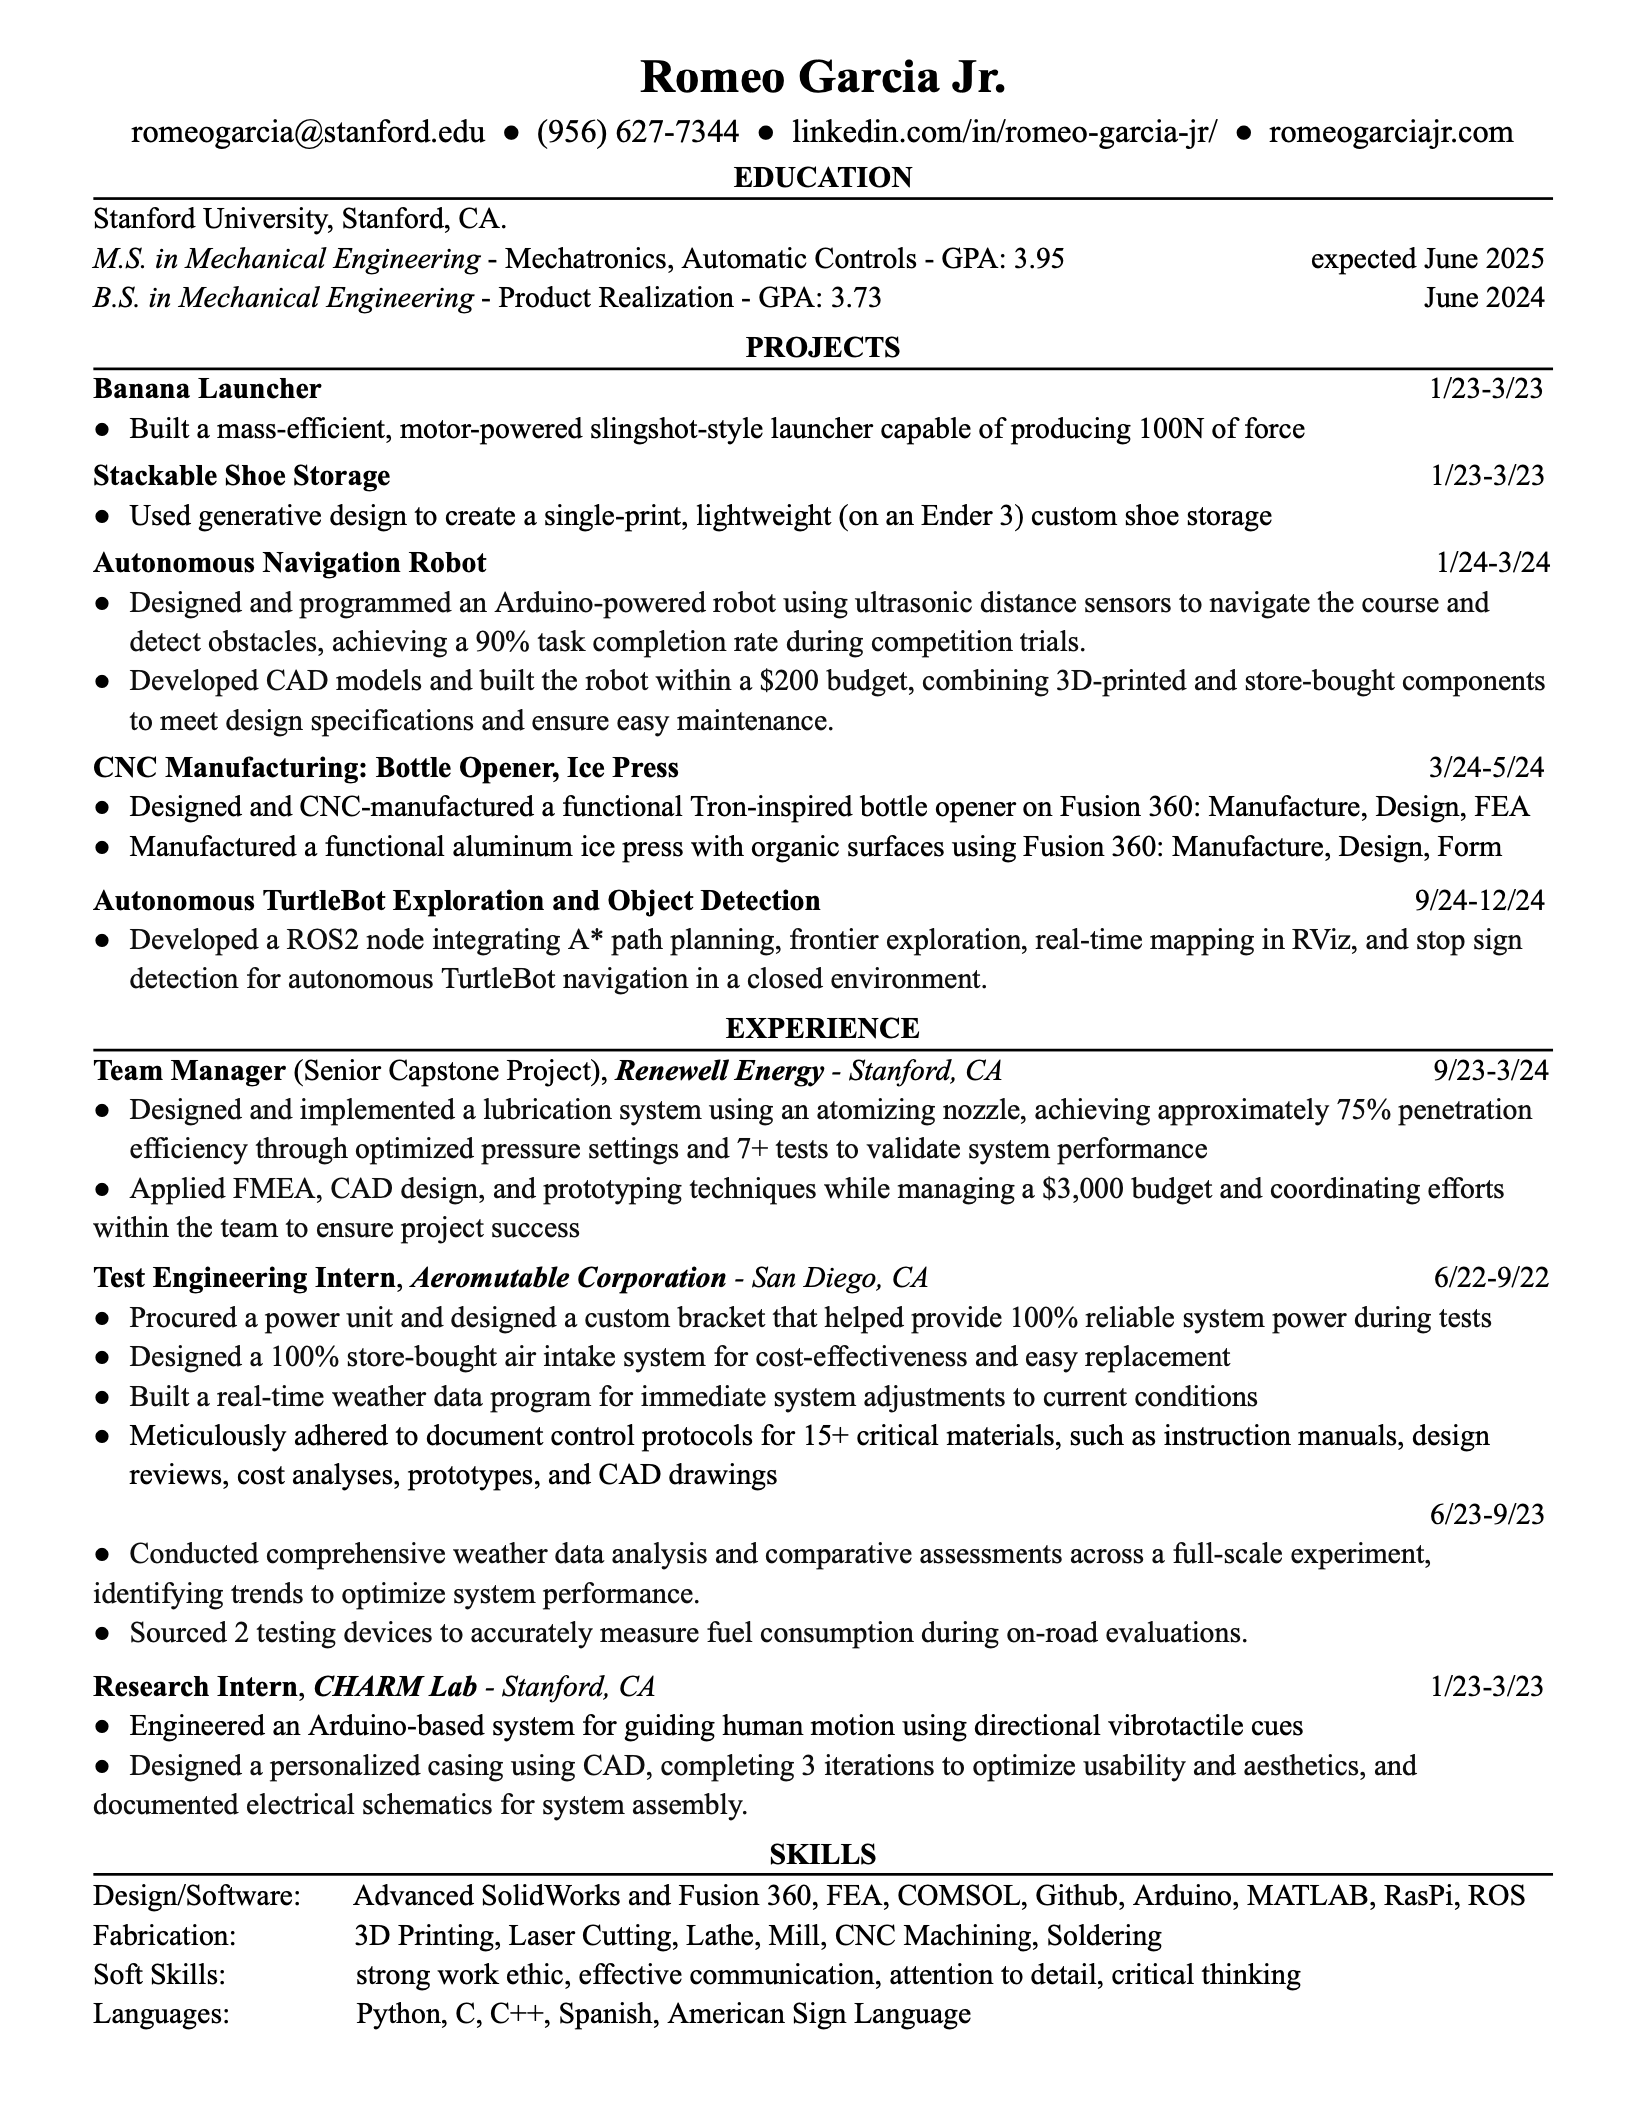 Romeo Garcia Jr.
romeogarcia@stanford.edu ● (956) 627-7344 ● linkedin.com/in/romeo-garcia-jr/ ● romeogarciajr.com
EDUCATION
Stanford University, Stanford, CA.
M.S. in Mechanical Engineering - Mechatronics, Automatic Controls - GPA: 3.95 expected June 2025
B.S. in Mechanical Engineering - Product Realization - GPA: 3.73 June 2024
PROJECTS
Banana Launcher 1/23-3/23
● Built a mass-efficient, motor-powered slingshot-style launcher capable of producing 100N of force
Stackable Shoe Storage 1/23-3/23
● Used generative design to create a single-print, lightweight (on an Ender 3) custom shoe storage
Autonomous Navigation Robot 1/24-3/24
● Designed and programmed an Arduino-powered robot using ultrasonic distance sensors to navigate the course and
detect obstacles, achieving a 90% task completion rate during competition trials.
● Developed CAD models and built the robot within a $200 budget, combining 3D-printed and store-bought components
to meet design specifications and ensure easy maintenance.
CNC Manufacturing: Bottle Opener, Ice Press 3/24-5/24
● Designed and CNC-manufactured a functional Tron-inspired bottle opener on Fusion 360: Manufacture, Design, FEA
● Manufactured a functional aluminum ice press with organic surfaces using Fusion 360: Manufacture, Design, Form
Autonomous TurtleBot Exploration and Object Detection 9/24-12/24
● Developed a ROS2 node integrating A* path planning, frontier exploration, real-time mapping in RViz, and stop sign
detection for autonomous TurtleBot navigation in a closed environment.
EXPERIENCE
Team Manager (Senior Capstone Project), Renewell Energy - Stanford, CA 9/23-3/24
● Designed and implemented a lubrication system using an atomizing nozzle, achieving approximately 75% penetration
efficiency through optimized pressure settings and 7+ tests to validate system performance
● Applied FMEA, CAD design, and prototyping techniques while managing a $3,000 budget and coordinating efforts
within the team to ensure project success
Test Engineering Intern, Aeromutable Corporation - San Diego, CA 6/22-9/22
● Procured a power unit and designed a custom bracket that helped provide 100% reliable system power during tests
● Designed a 100% store-bought air intake system for cost-effectiveness and easy replacement
● Built a real-time weather data program for immediate system adjustments to current conditions
● Meticulously adhered to document control protocols for 15+ critical materials, such as instruction manuals, design
reviews, cost analyses, prototypes, and CAD drawings
6/23-9/23
● Conducted comprehensive weather data analysis and comparative assessments across a full-scale experiment,
identifying trends to optimize system performance.
● Sourced 2 testing devices to accurately measure fuel consumption during on-road evaluations.
Research Intern, CHARM Lab - Stanford, CA 1/23-3/23
● Engineered an Arduino-based system for guiding human motion using directional vibrotactile cues
● Designed a personalized casing using CAD, completing 3 iterations to optimize usability and aesthetics, and
documented electrical schematics for system assembly.
SKILLS
Design/Software: Advanced SolidWorks and Fusion 360, FEA, COMSOL, Github, Arduino, MATLAB, RasPi, ROS
Fabrication: 3D Printing, Laser Cutting, Lathe, Mill, CNC Machining, Soldering
Soft Skills: strong work ethic, effective communication, attention to detail, critical thinking
Languages: Python, C, C++, Spanish, American Sign Language